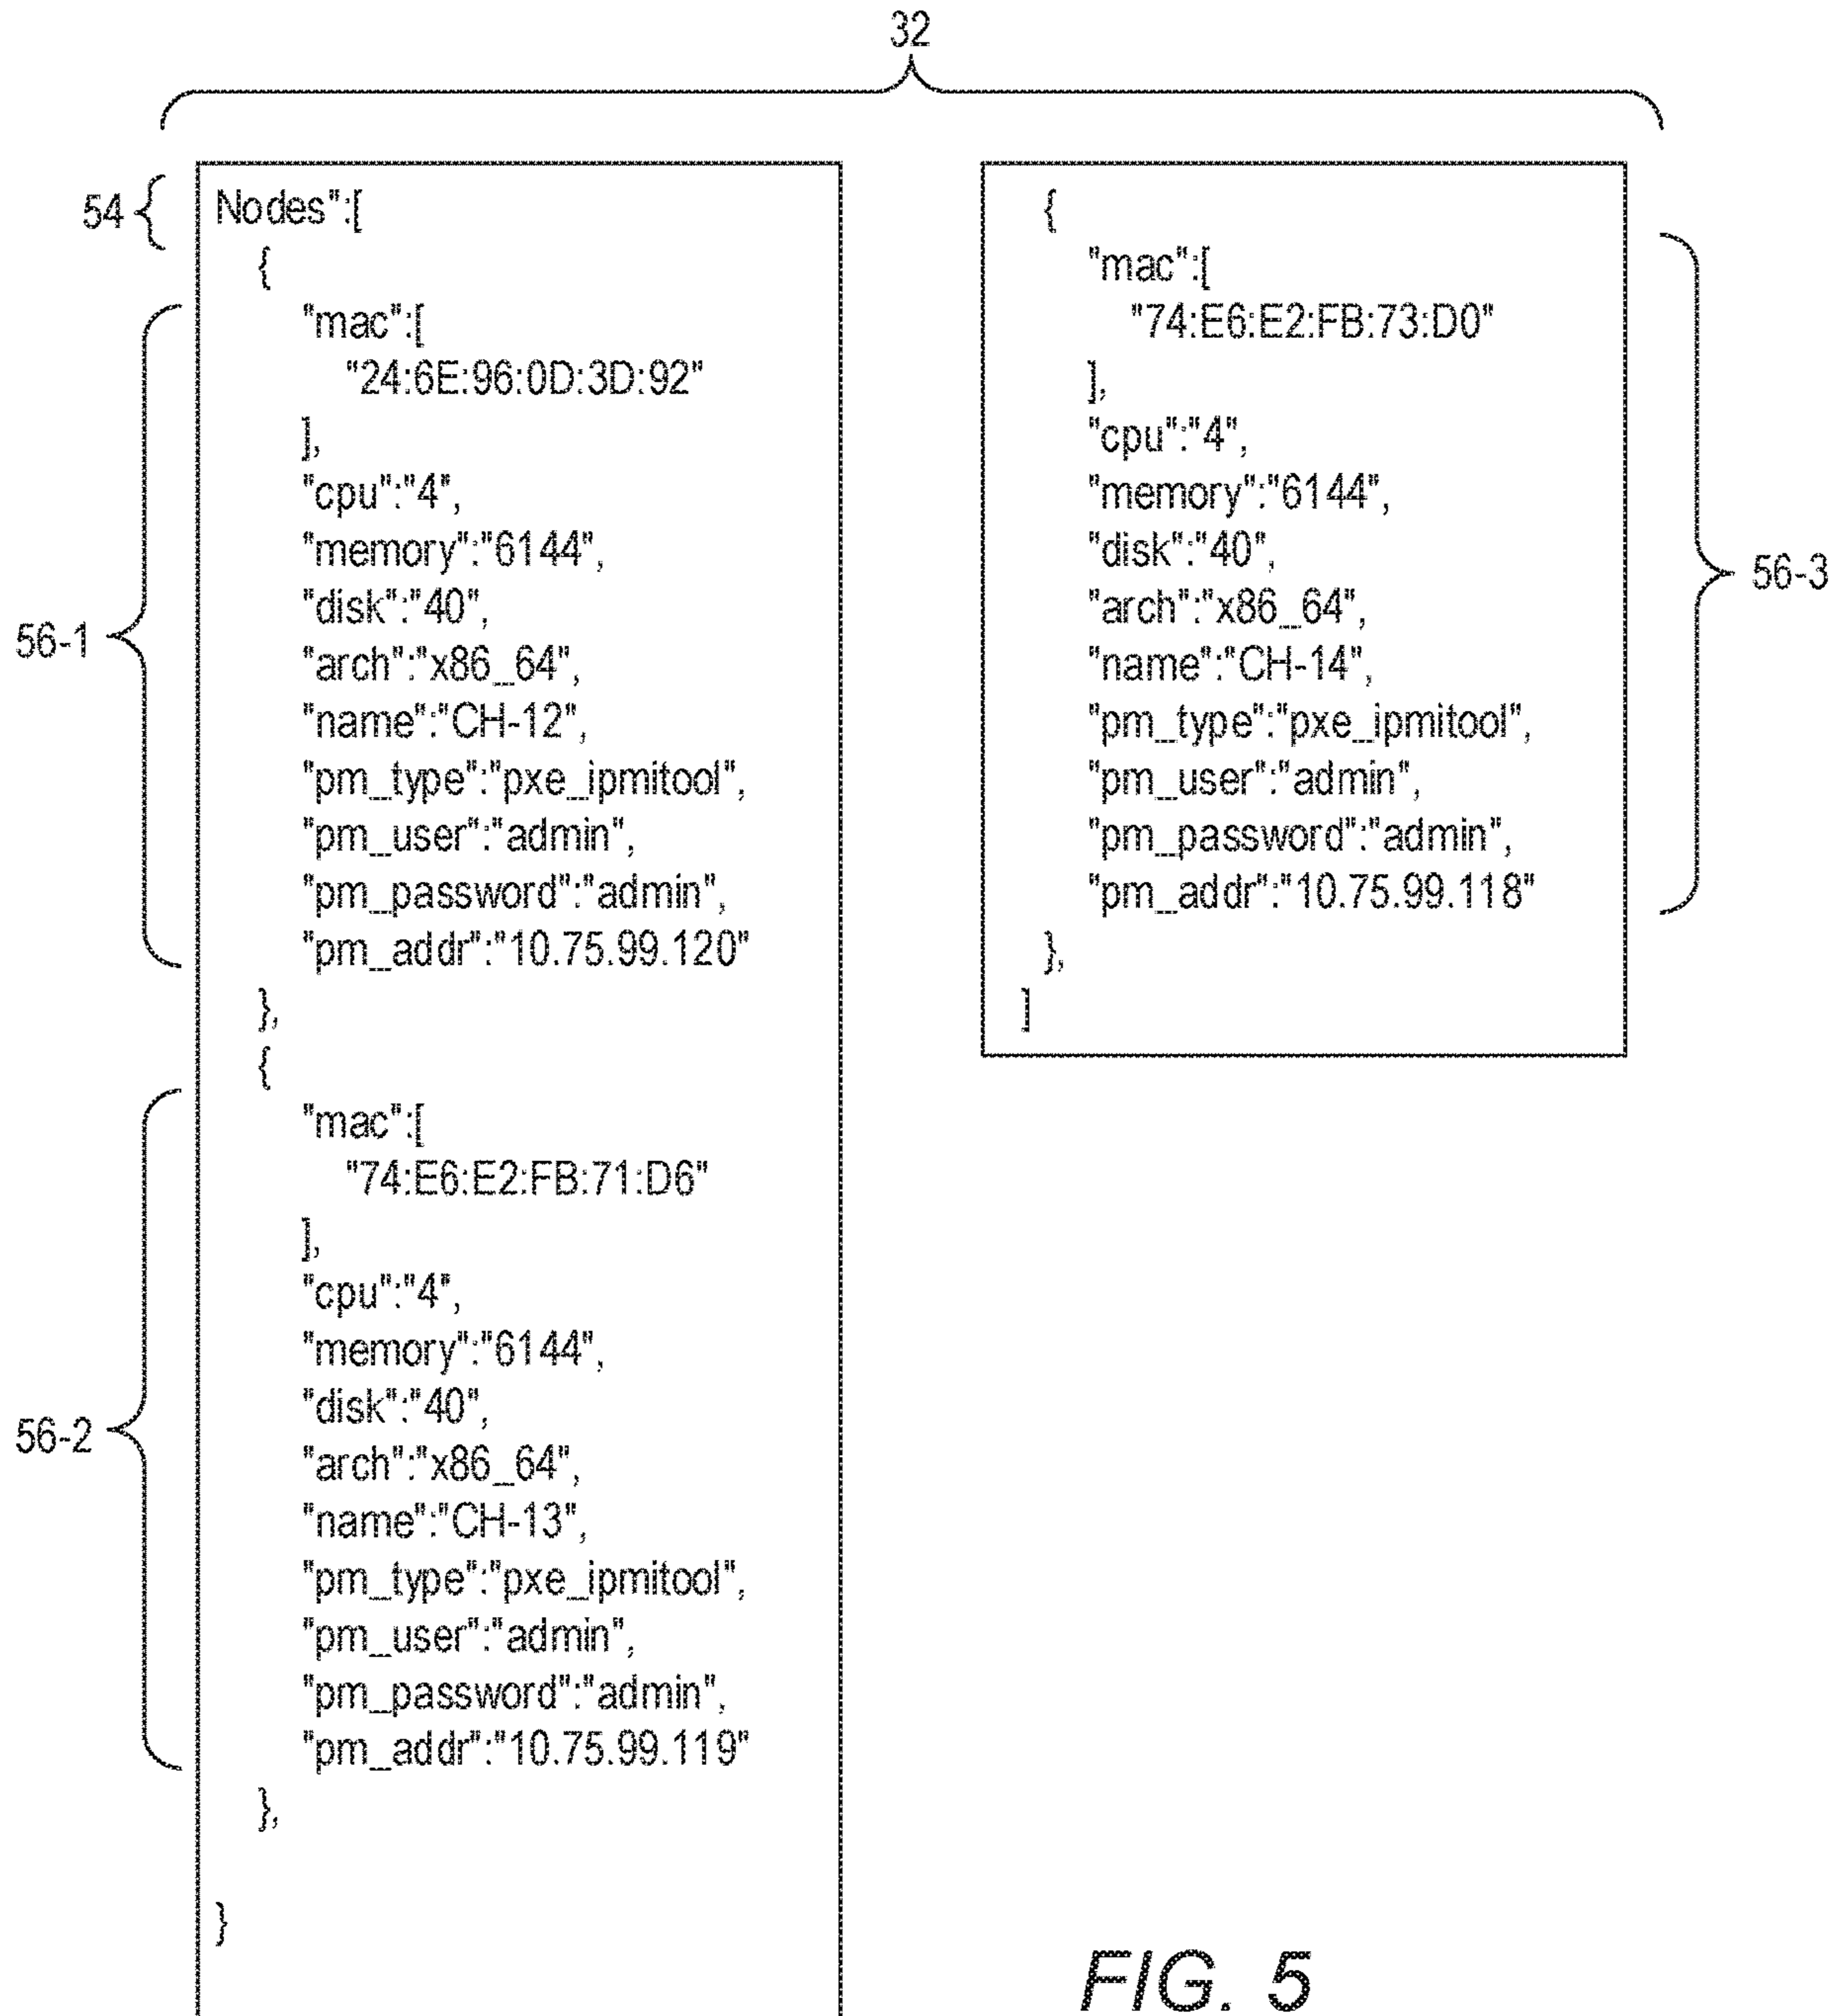 32
54
Nodes":[
{
56-1
"mac":[
"24:6E:96:0D:3D:92"
],
"cpu":"4",
"memory":"6144",
"disk":"40",
"arch":"x86_64",
"name":"CH-12",
"pm_type":"pxe_ipmitool",
"pm_user":"admin",
"pm_password":"admin",
"pm_addr":"10.75.99.120"
},
{
56-2
"mac":[
"74:E6:E2:FB:71:D6"
],
"cpu":"4",
"memory":"6144",
"disk":"40",
"arch":"x86_64",
"name":"CH-13",
"pm_type":"pxe_ipmitool",
"pm_user":"admin",
"pm_password":"admin",
"pm_addr":"10.75.99.119"
},
}
{
"mac":[
"74:E6:E2:FB:73:D0"
],
"cpu":"4",
"memory":"6144",
"disk":"40",
"arch":"x86_64",
"name":"CH-14",
"pm_type":"pxe_ipmitool",
"pm_user":"admin",
"pm_password":"admin",
"pm_addr":"10.75.99.118"
},
]
56-3
FIG. 5